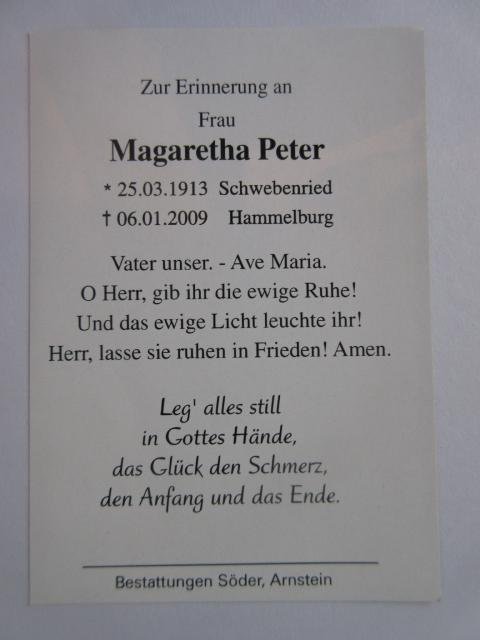 Zur Erinnerung an
Frau
Magaretha Peter
* 25.03.1913 Schwebenried
† 06.01.2009 Hammelburg
Vater unser. - Ave Maria.
O Herr, gib ihr die ewige Ruhe!
Und das ewige Licht leuchte ihr!
Herr, lasse sie ruhen in Frieden! Amen.
Leg' alles still
in Gottes Hände,
das Glück den Schmerz,
den Anfang und das Ende.
Bestattungen Söder, Arnstein